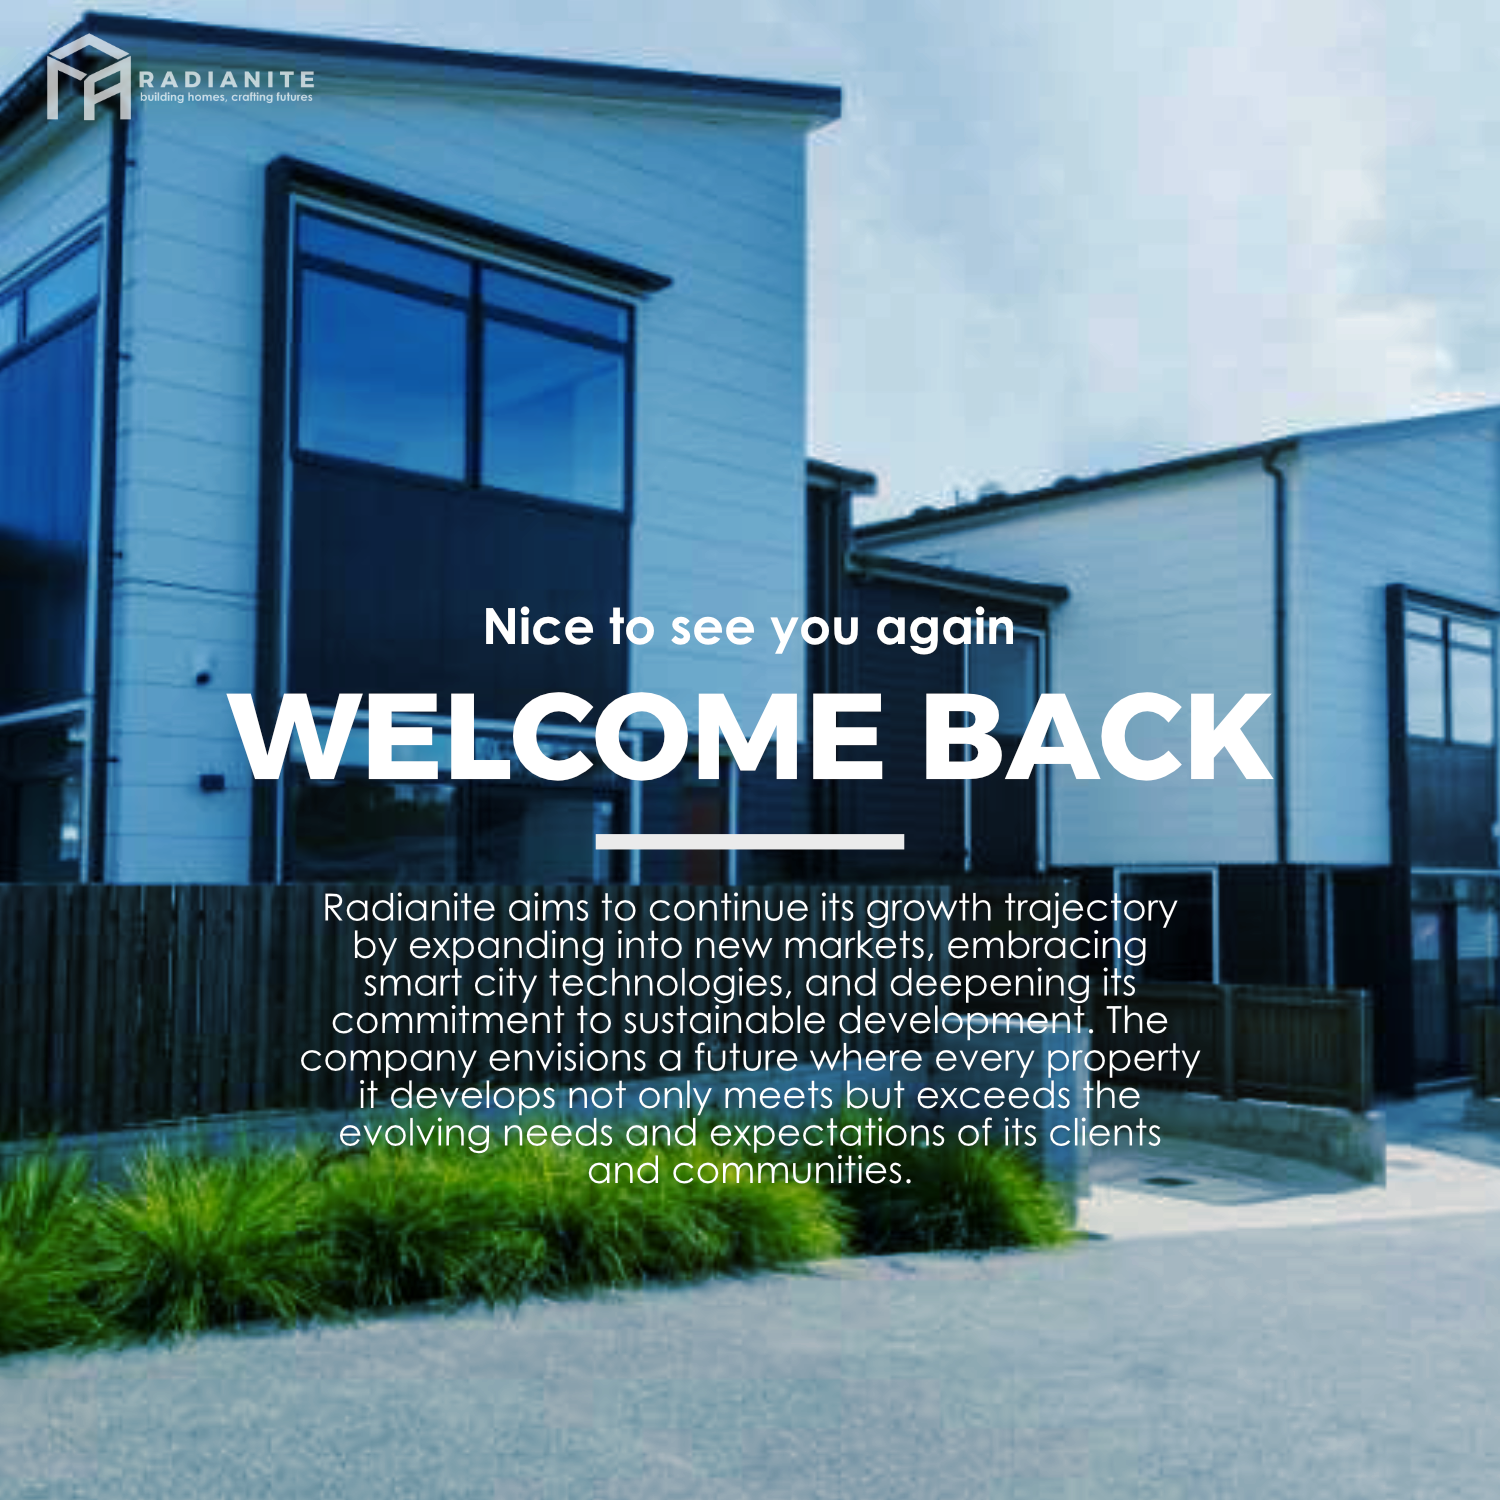 RADIANITE
building homes, crafting futures
Nice to see you again
WELCOME BACK
Radianite aims to continue its growth trajectory
by expanding into new markets, embracing
smart city technologies, and deepening its
commitment to sustainable development. The
company envisions a future where every property
it develops not only meets but exceeds the
evolving needs and expectations of its clients
and communities.